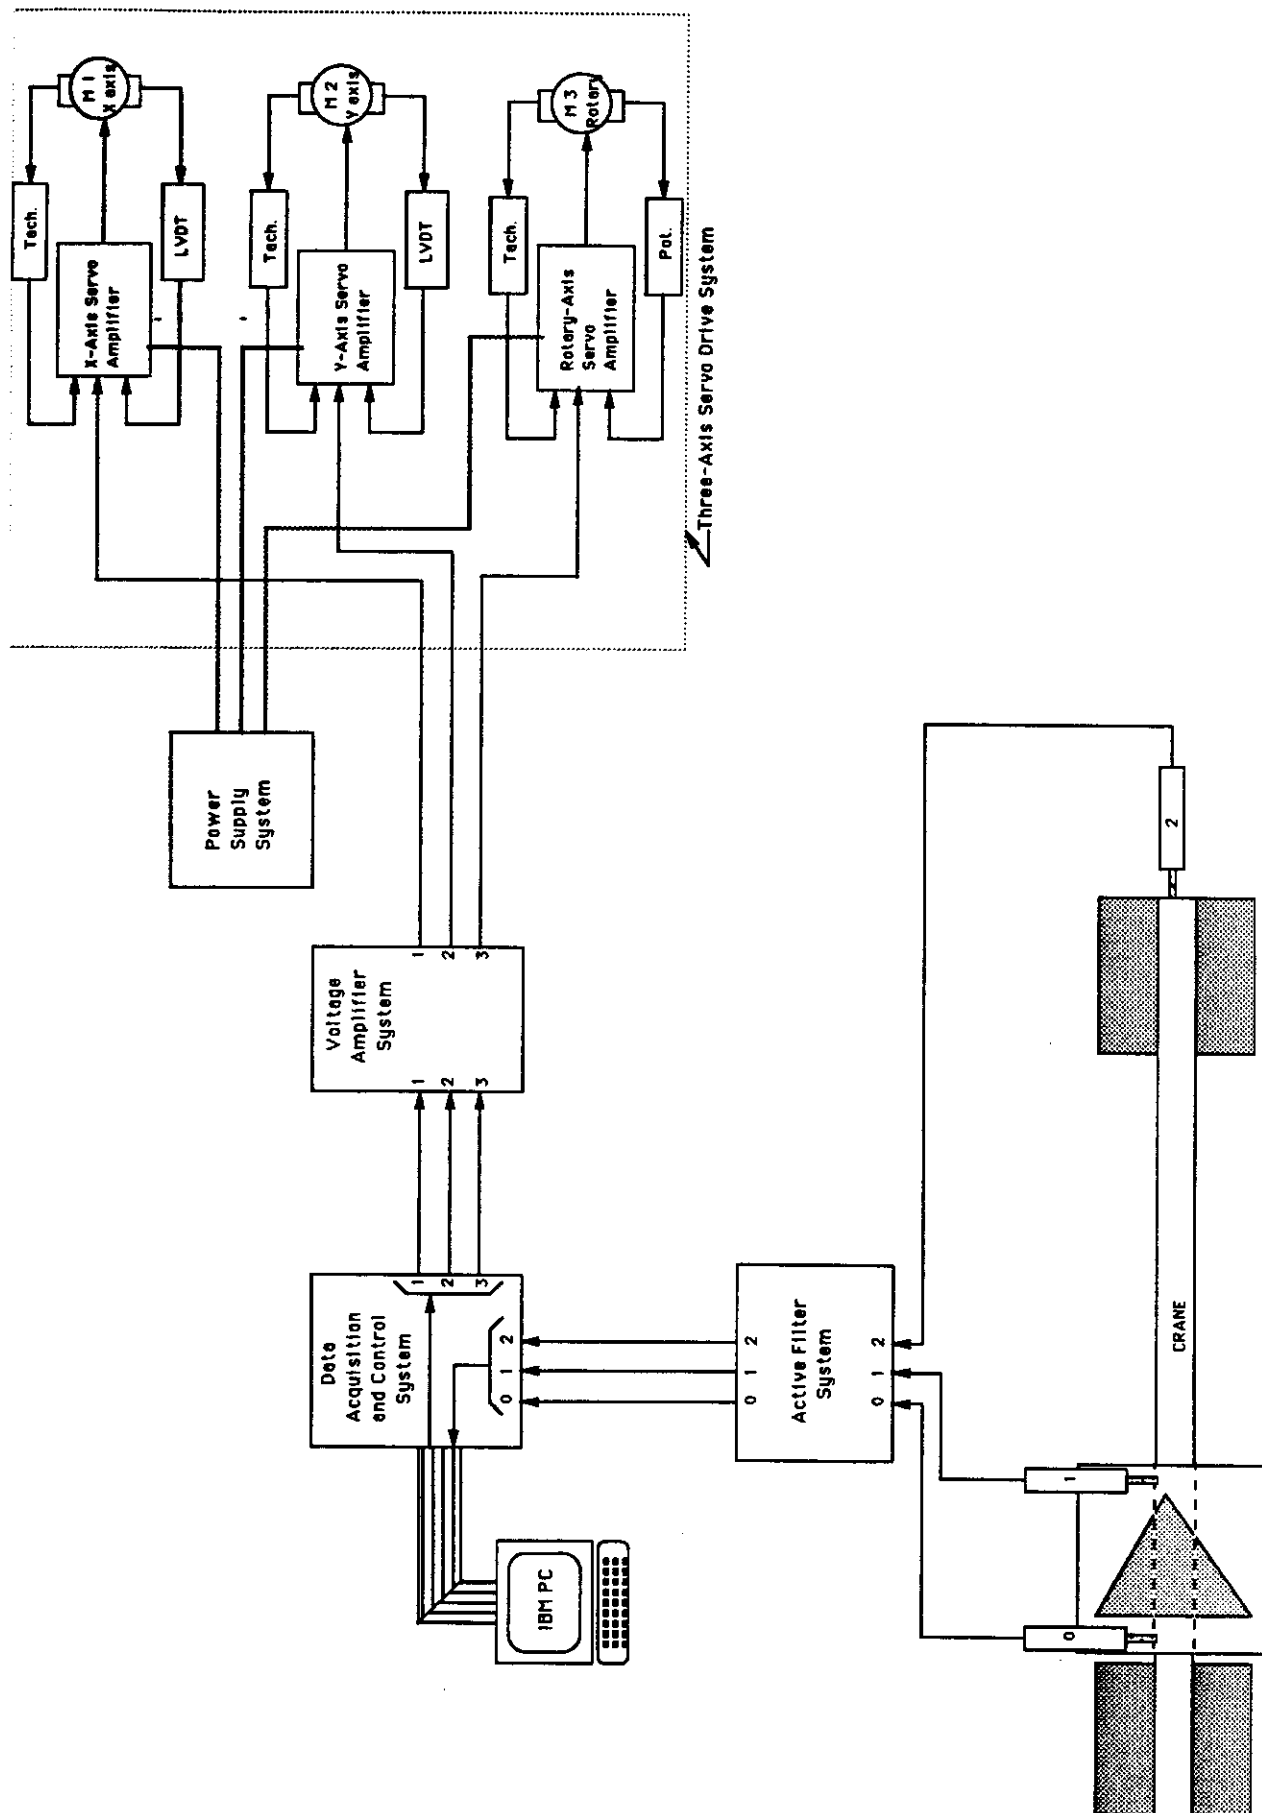 Tach.
X-Axis Servo
Amplifier
LVDT
M 1
X axis
Tach.
Y-Axis Servo
Amplifier
LVDT
M 2
Y axis
Tach.
Rotary-Axis
Servo
Amplifier
Pot.
M 3
Rotary
Three-Axis Servo Drive System
Power
Supply
System
Voltage
Amplifier
System
1
2
3
1
2
3
Data
Acquisition
and Control
System
1
2
3
0
1
2
IBM PC
Active Filter
System
0
1
2
0
1
2
0
1
2
CRANE